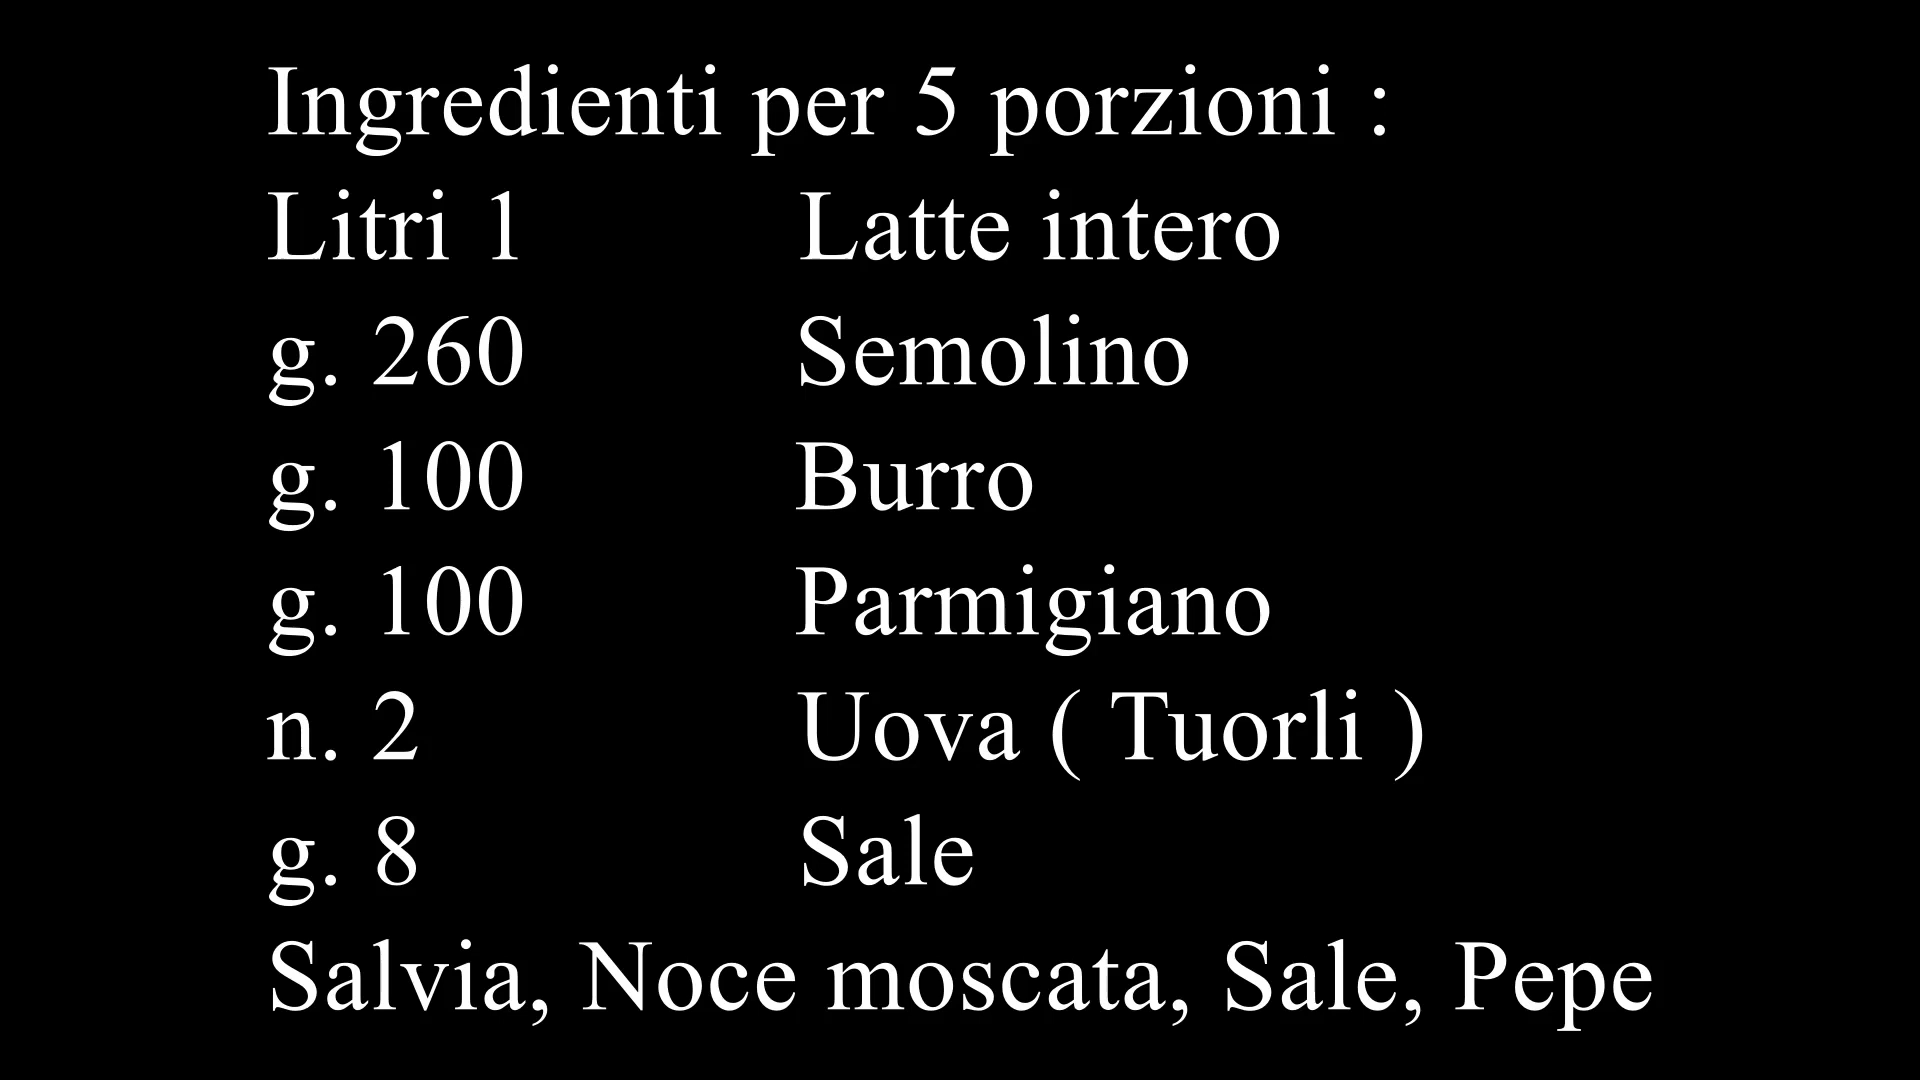 Ingredienti per 5 porzioni :
Litri 1 Latte intero
g. 260 Semolino
g. 100 Burro
g. 100 Parmigiano
n. 2 Uova ( Tuorli )
g. 8 Sale
Salvia, Noce moscata, Sale, Pepe